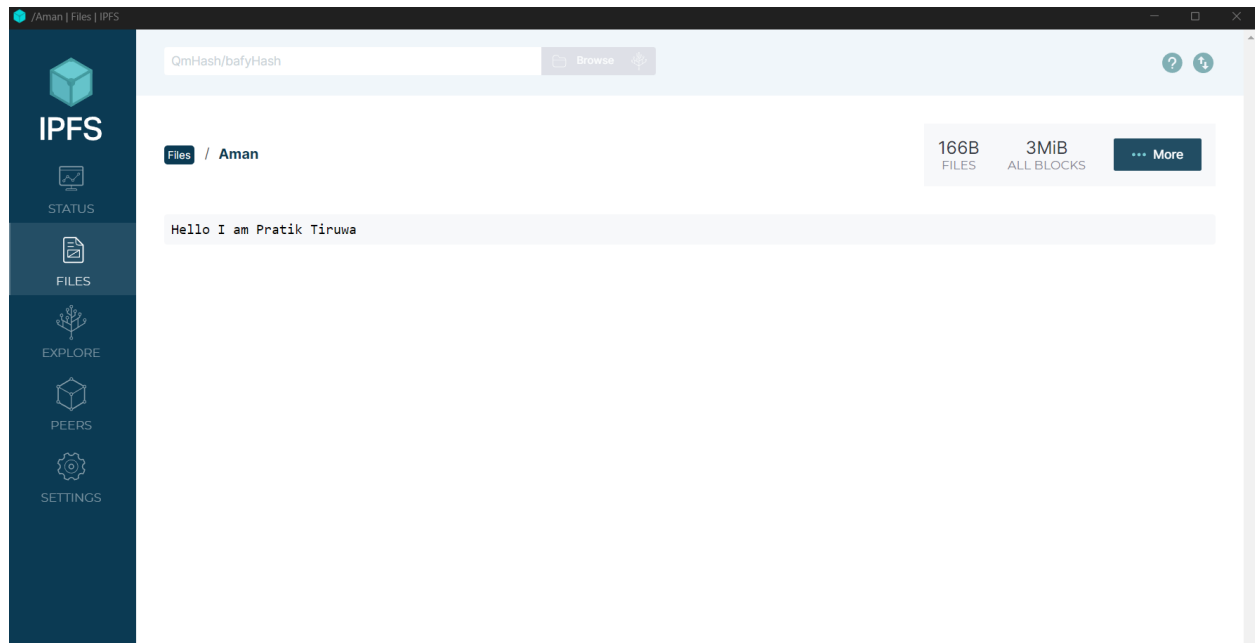 /Aman | Files | IPFS
QmHash/bafyHash
Browse
?
IPFS
Files / Aman
166B
FILES
3MiB
ALL BLOCKS
··· More
STATUS
Hello I am Pratik Tiruwa
FILES
EXPLORE
PEERS
SETTINGS